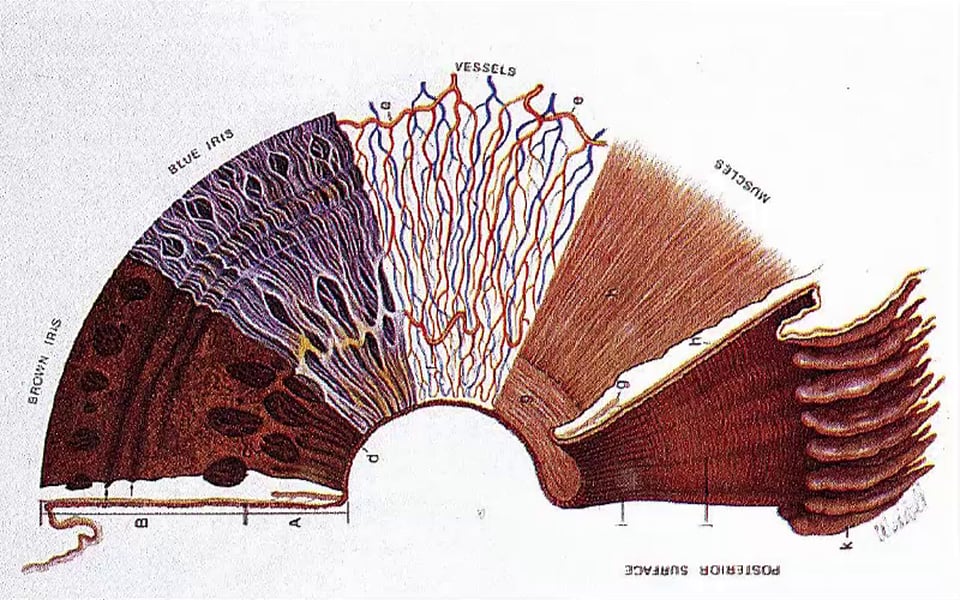 VESSELS
BLUE IRIS
BROWN IRIS
MUSCLES
e
e
d
h
h
g
g
B
A
j
k
POSTERIOR SURFACE